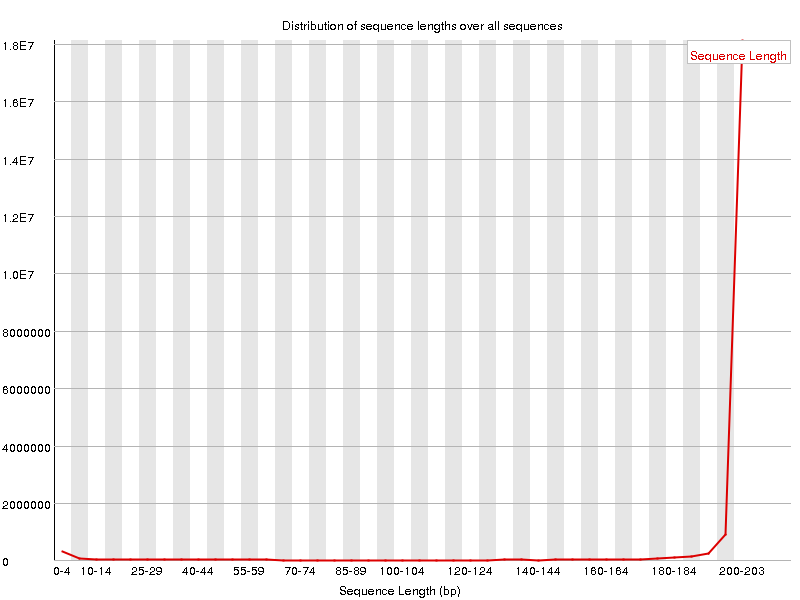 Distribution of sequence lengths over all sequences
1.8E7
Sequence Length
1.6E7
1.4E7
1.2E7
1.0E7
8000000
6000000
4000000
2000000
0
0-4 10-14 25-29 40-44 55-59 70-74 85-89 100-104 120-124 140-144 160-164 180-184 200-203
Sequence Length (bp)